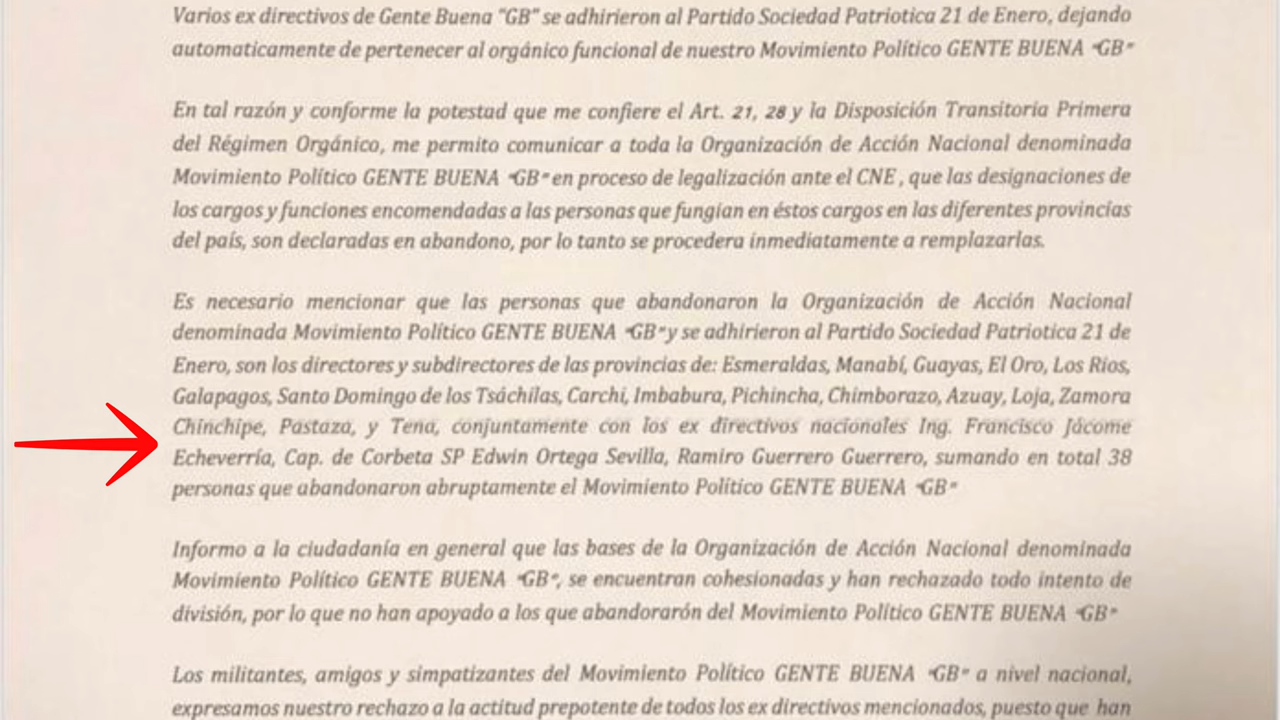 Varios ex directivos de Gente Buena "GB" se adhirieron al Partido Sociedad Patriotica 21 de Enero, dejando
automaticamente de pertenecer al orgánico funcional de nuestro Movimiento Político GENTE BUENA "GB"
En tal razón y conforme la potestad que me confiere el Art. 21, 28 y la Disposición Transitoria Primera
del Régimen Orgánico, me permito comunicar a toda la Organización de Acción Nacional denominada
Movimiento Político GENTE BUENA "GB" en proceso de legalización ante el CNE , que las designaciones de
los cargos y funciones encomendadas a las personas que fungian en éstos cargos en las diferentes provincias
del país, son declaradas en abandono, por lo tanto se procedera inmediatamente a remplazarlas.
Es necesario mencionar que las personas que abandonaron la Organización de Acción Nacional
denominada Movimiento Político GENTE BUENA "GB" y se adhirieron al Partido Sociedad Patriotica 21 de
Enero, son los directores y subdirectores de las provincias de: Esmeraldas, Manabí, Guayas, El Oro, Los Rios,
Galapagos, Santo Domingo de los Tsáchilas, Carchi, Imbabura, Pichincha, Chimborazo, Azuay, Loja, Zamora
Chinchipe, Pastaza, y Tena, conjuntamente con los ex directivos nacionales Ing. Francisco Jácome
Echeverría, Cap. de Corbeta SP Edwin Ortega Sevilla, Ramiro Guerrero Guerrero, sumando en total 38
personas que abandonaron abruptamente el Movimiento Político GENTE BUENA "GB"
Informo a la ciudadanía en general que las bases de la Organización de Acción Nacional denominada
Movimiento Político GENTE BUENA "GB", se encuentran cohesionadas y han rechazado todo intento de
división, por lo que no han apoyado a los que abandorarón del Movimiento Político GENTE BUENA "GB"
Los militantes, amigos y simpatizantes del Movimiento Político GENTE BUENA "GB" a nivel nacional,
expresamos nuestro rechazo a la actitud prepotente de todos los ex directivos mencionados, puesto que han